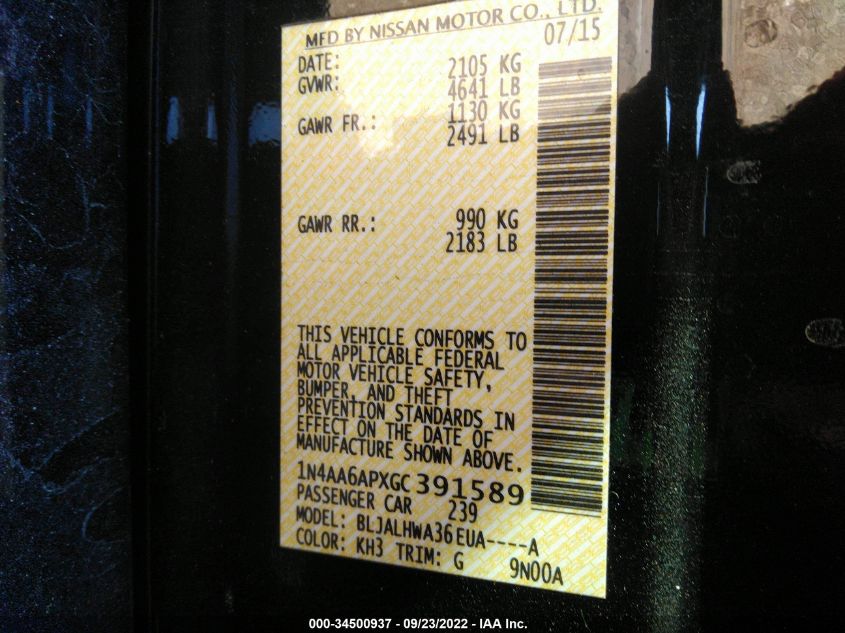 MFD BY NISSAN MOTOR CO., LTD.
DATE: 07/15
GVWR: 2105 KG
4641 LB
GAWR FR.: 1130 KG
2491 LB
GAWR RR.: 990 KG
2183 LB
THIS VEHICLE CONFORMS TO
ALL APPLICABLE FEDERAL
MOTOR VEHICLE SAFETY,
BUMPER, AND THEFT
PREVENTION STANDARDS IN
EFFECT ON THE DATE OF
MANUFACTURE SHOWN ABOVE.
1N4AA6APXGC391589
PASSENGER CAR 239
MODEL: BLJALHWA36EUA----A
COLOR: KH3 TRIM: G 9N00A
000-34500937 - 09/23/2022 - IAA Inc.